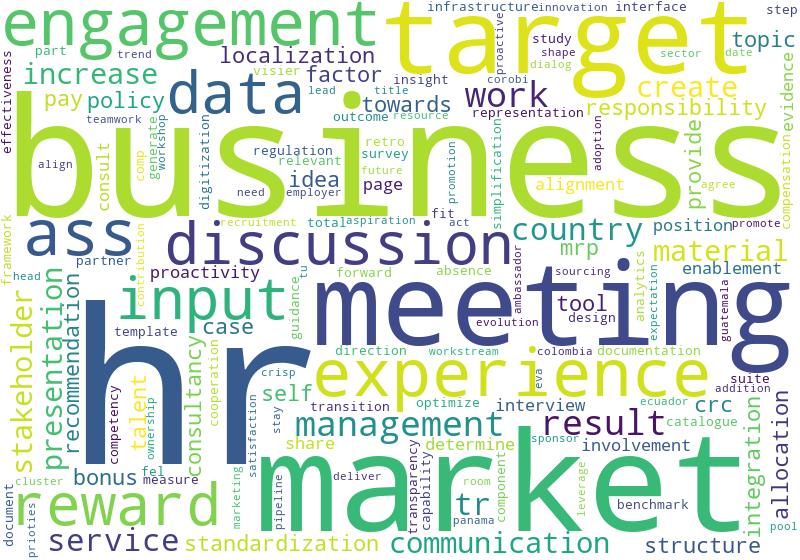 engagement
target
infrastructure
innovation
interface
step
proactive
study
trend
part
localization
shape
sector
date
topic
increase
visier
factor
insight
corobi
dialog
effectiveness
pay
policy
data
lead
title
towards
work
create
evidence
representation
responsibility
teamwork
outcome
resource
generate
workshop
digitization
business
consult
comp
retro
regulation
survey
relevant
simplification
adoption
provide
compensation
align
need
idea
future
page
employer
promotion
alignment
agree
framework
ass
recruitment
total
aspiration
fit
act
country
position
promote
contribution
discussion
head
partner
proactivity
guidance
tu
forward
absence
mrp
material
ambassador
sourcing
analytics
enablement
expectation
guatemala
stakeholder
presentation
recommendation
input
meeting
tool
design
template
case
evolution
cooperation
hr
direction
workstream
colombia
documentation
crisp
experience
eva
suite
addition
talent
competency
ownership
consultancy
self
satisfaction
stay
transition
optimize
interview
ecuador
crc
catalogue
integration
allocation
management
result
share
determine
sponsor
involvement
bonus
fel
measure
cluster
deliver
transparency
capability
room
component
leverage
document
prioties
reward
marketing
pipeline
market
tr
panama
benchmark
pool
service
standardization
communication
structure